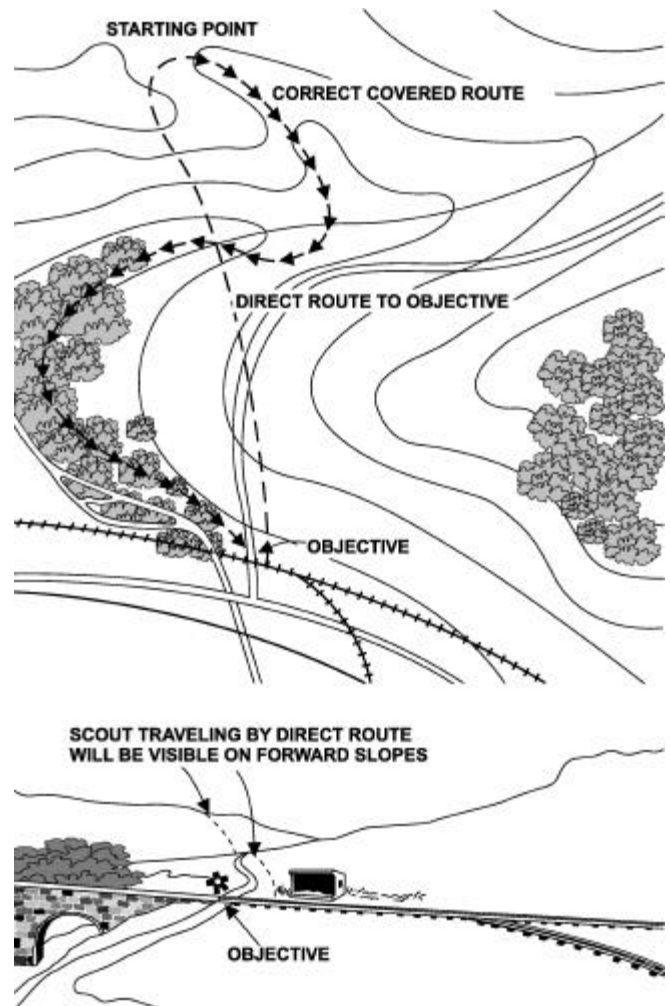 STARTING POINT
CORRECT COVERED ROUTE
DIRECT ROUTE TO OBJECTIVE
OBJECTIVE
SCOUT TRAVELING BY DIRECT ROUTE
WILL BE VISIBLE ON FORWARD SLOPES
OBJECTIVE